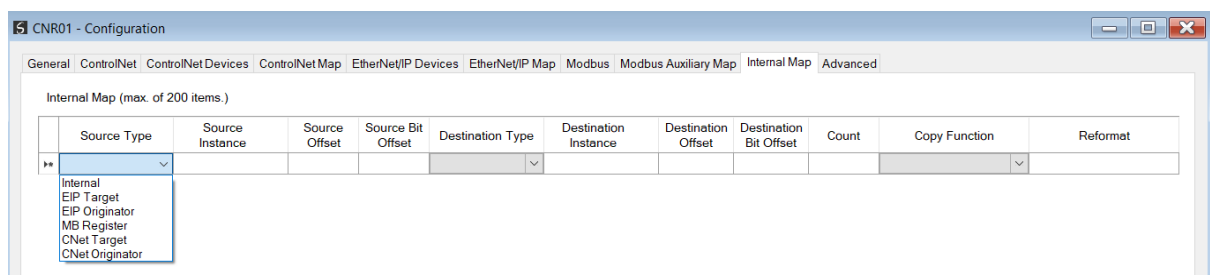 CNR01 - Configuration
General ControlNet ControlNet Devices ControlNet Map EtherNet/IP Devices EtherNet/IP Map Modbus Modbus Auxiliary Map Internal Map Advanced
Internal Map (max. of 200 items.)
Source Type Source Instance Source Offset Source Bit Offset Destination Type Destination Instance Destination Offset Destination Bit Offset Count Copy Function Reformat
Internal
EIP Target
EIP Originator
MB Register
CNet Target
CNet Originator